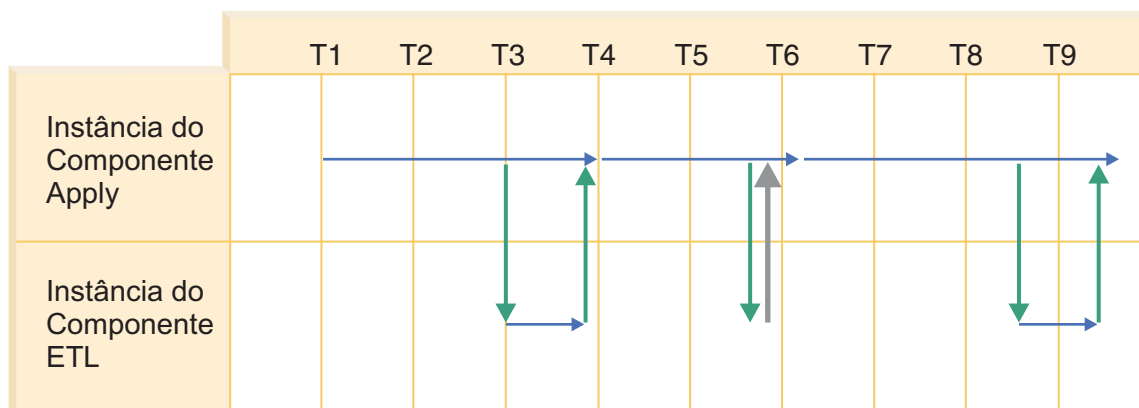 T1 T2 T3 T4 T5 T6 T7 T8 T9
Instância do
Componente
Apply
Instância do
Componente
ETL